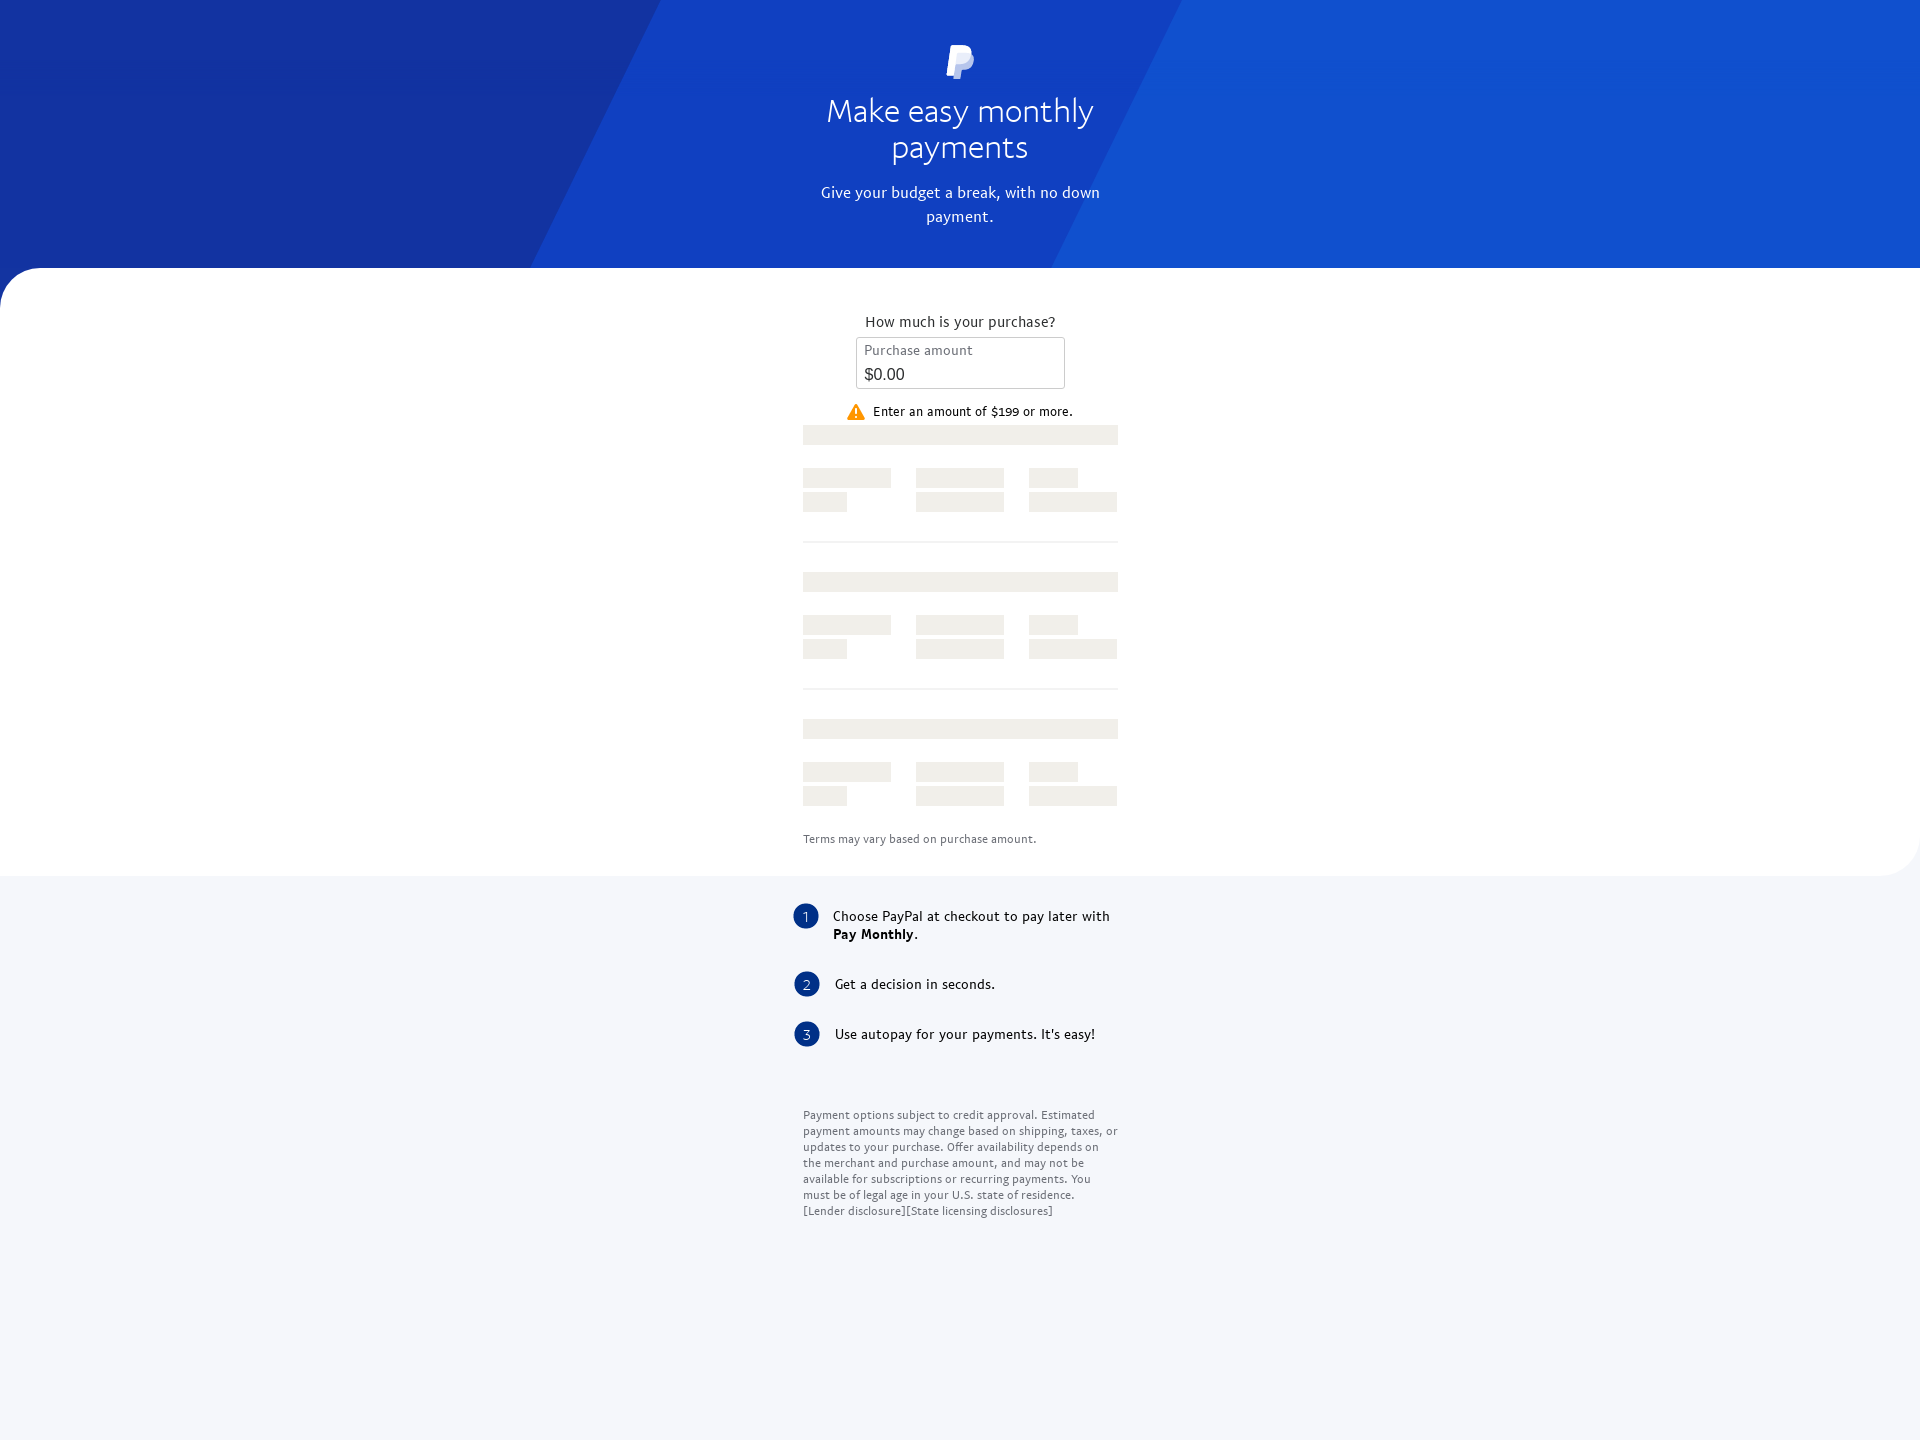 Make easy monthly
payments
Give your budget a break, with no down
payment.
How much is your purchase?
Purchase amount
$0.00
Enter an amount of $199 or more.
Terms may vary based on purchase amount.
1 Choose PayPal at checkout to pay later with
Pay Monthly.
2 Get a decision in seconds.
3 Use autopay for your payments. It's easy!
Payment options subject to credit approval. Estimated
payment amounts may change based on shipping, taxes, or
updates to your purchase. Offer availability depends on
the merchant and purchase amount, and may not be
available for subscriptions or recurring payments. You
must be of legal age in your U.S. state of residence.
[Lender disclosure][State licensing disclosures]